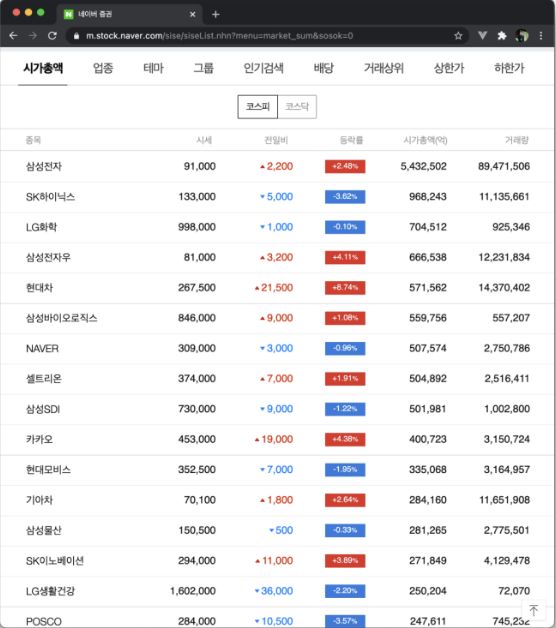 네이버 증권
m.stock.naver.com/sise/siseList.nhn?menu=market_sum&sosok=0
시가총액 업종 테마 그룹 인기검색 배당 거래상위 상한가 하한가
코스피 코스닥
종목 시세 전일비 등락률 시가총액(억) 거래량
삼성전자 91,000 ▲2,200 +2.48% 5,432,502 89,471,506
SK하이닉스 133,000 ▼5,000 -3.62% 968,243 11,135,661
LG화학 998,000 ▼1,000 -0.10% 704,512 925,346
삼성전자우 81,000 ▲3,200 +4.11% 666,538 12,231,834
현대차 267,500 ▲21,500 +8.74% 571,562 14,370,402
삼성바이오로직스 846,000 ▲9,000 +1.08% 559,756 557,207
NAVER 309,000 ▼3,000 -0.96% 507,574 2,750,786
셀트리온 374,000 ▲7,000 +1.91% 504,892 2,516,411
삼성SDI 730,000 ▼9,000 -1.22% 501,981 1,002,800
카카오 453,000 ▲19,000 +4.38% 400,723 3,150,724
현대모비스 352,500 ▼7,000 -1.95% 335,068 3,164,957
기아차 70,100 ▲1,800 +2.64% 284,160 11,651,908
삼성물산 150,500 ▼500 -0.33% 281,265 2,775,501
SK이노베이션 294,000 ▲11,000 +3.89% 271,849 4,129,478
LG생활건강 1,602,000 ▼36,000 -2.20% 250,204 72,070
POSCO 284,000 ▼10,500 -3.57% 247,611 745,232